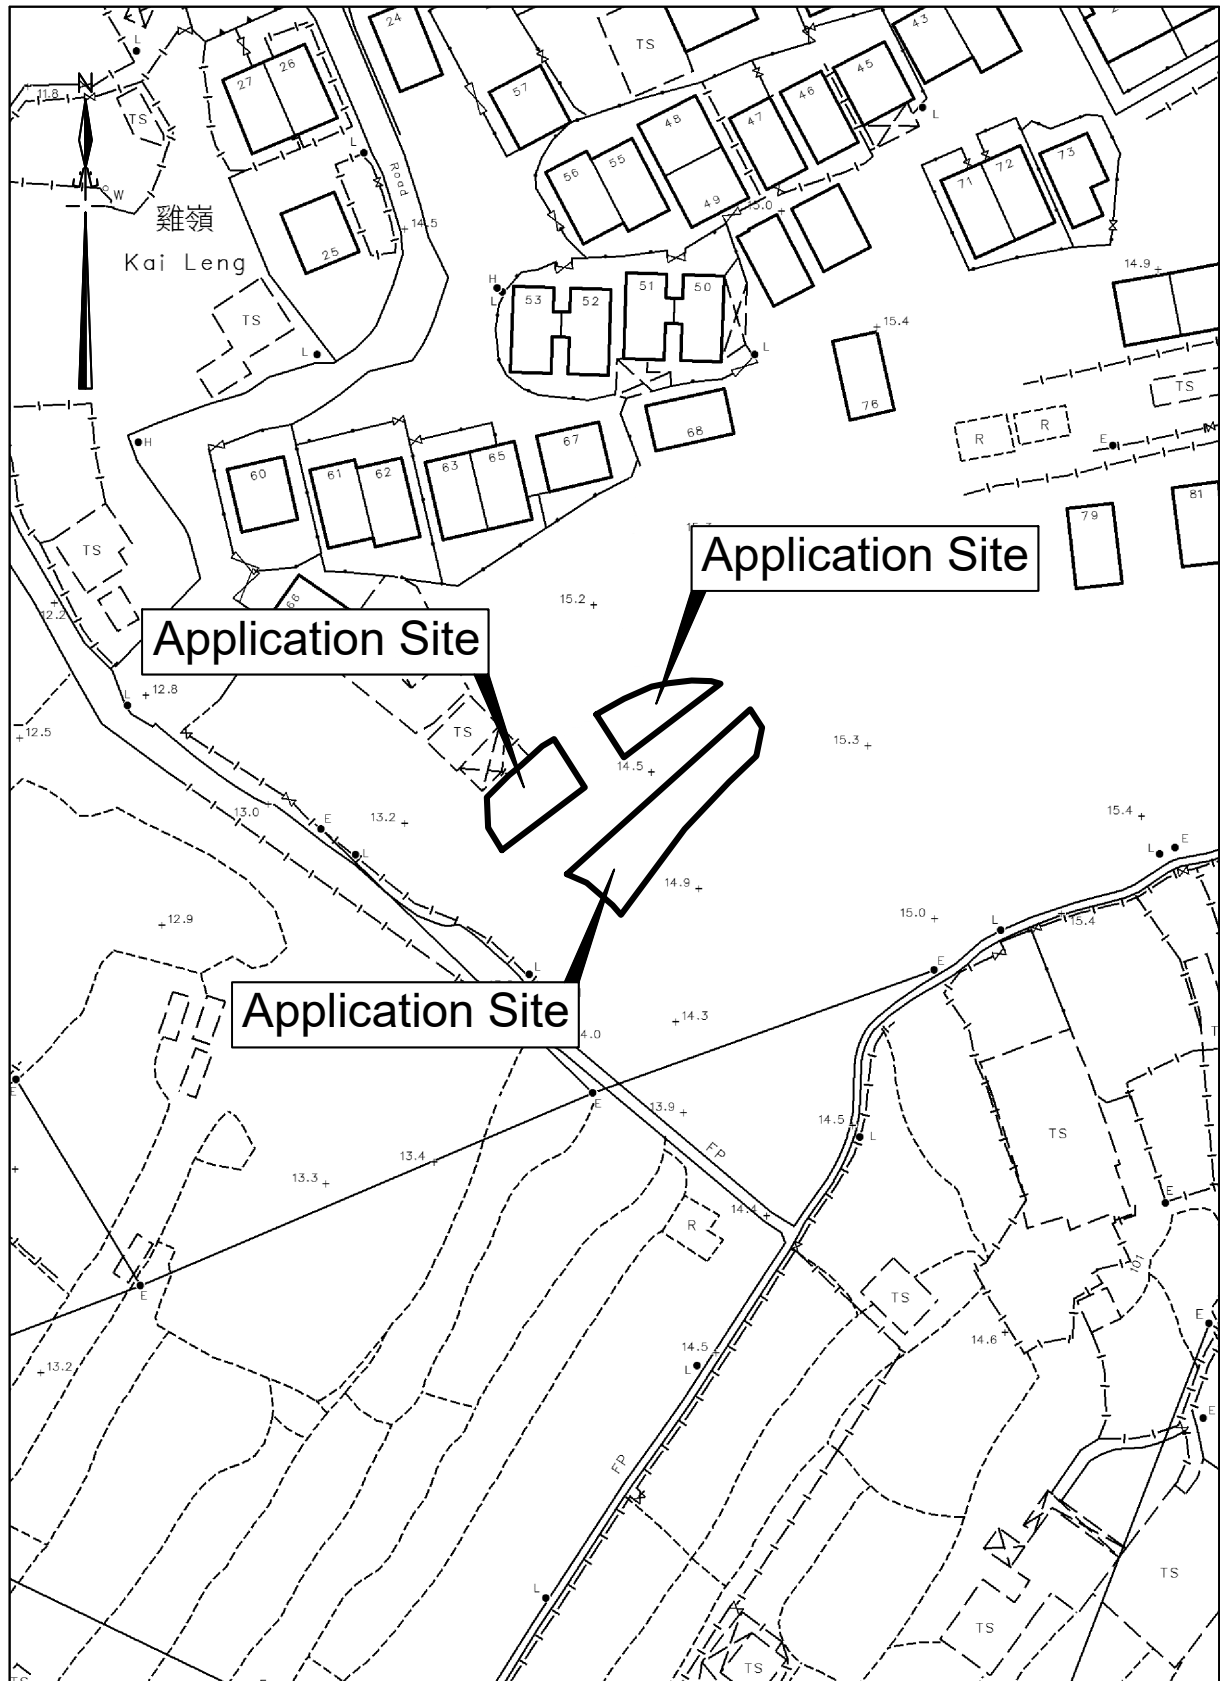 24
43
L
27
26
TS
57
45
11.8
N
46
TS
48
L
47
L
Road
55
73
56
72
71
W
49
15.0
雞嶺
14.5
25
Kai Leng
14.9
H
L
53
52
51
50
TS
15.4
L
L
TS
76
67
68
H
R
R
E
65
60
61
62
63
81
79
TS
Application Site
66
15.2
12.2
Application Site
L
12.8
12.5
TS
15.3
14.5
13.0
13.2
15.4
E
L
E
L
14.9
12.9
15.0
15.4
L
E
L
Application Site
14.3
4.0
E
E
13.9
14.5
L
FP
TS
13.4
13.3
E
14.4
R
101
E
TS
E
14.6
14.5
13.2
L
E
FP
TS
L
TS
TS
TS